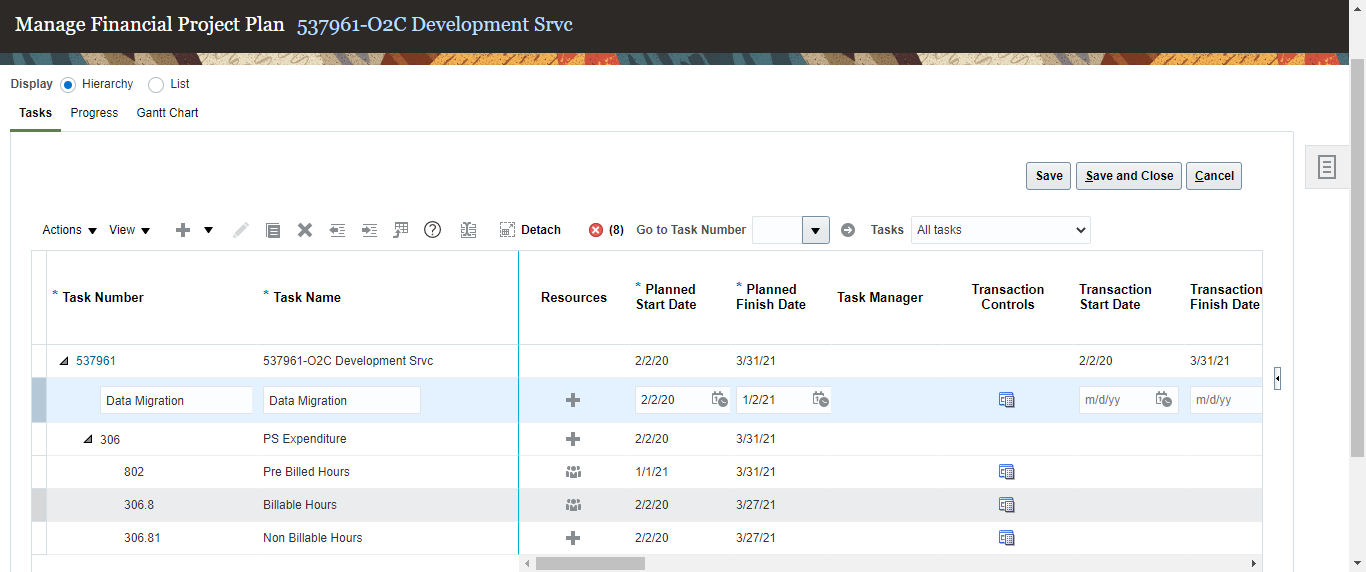 Manage Financial Project Plan 537961-O2C Development Srvc
Display Hierarchy List
Tasks Progress Gantt Chart
Save Save and Close Cancel
Actions View Detach (8) Go to Task Number Tasks All tasks
* Task Number * Task Name Resources * Planned Start Date * Planned Finish Date Task Manager Transaction Controls Transaction Start Date Transaction Finish Date
537961 537961-O2C Development Srvc 2/2/20 3/31/21 2/2/20 3/31/21
Data Migration Data Migration 2/2/20 1/2/21 m/d/yy m/d/yy
306 PS Expenditure 2/2/20 3/31/21
802 Pre Billed Hours 1/1/21 3/31/21
306.8 Billable Hours 2/2/20 3/27/21
306.81 Non Billable Hours 2/2/20 3/27/21